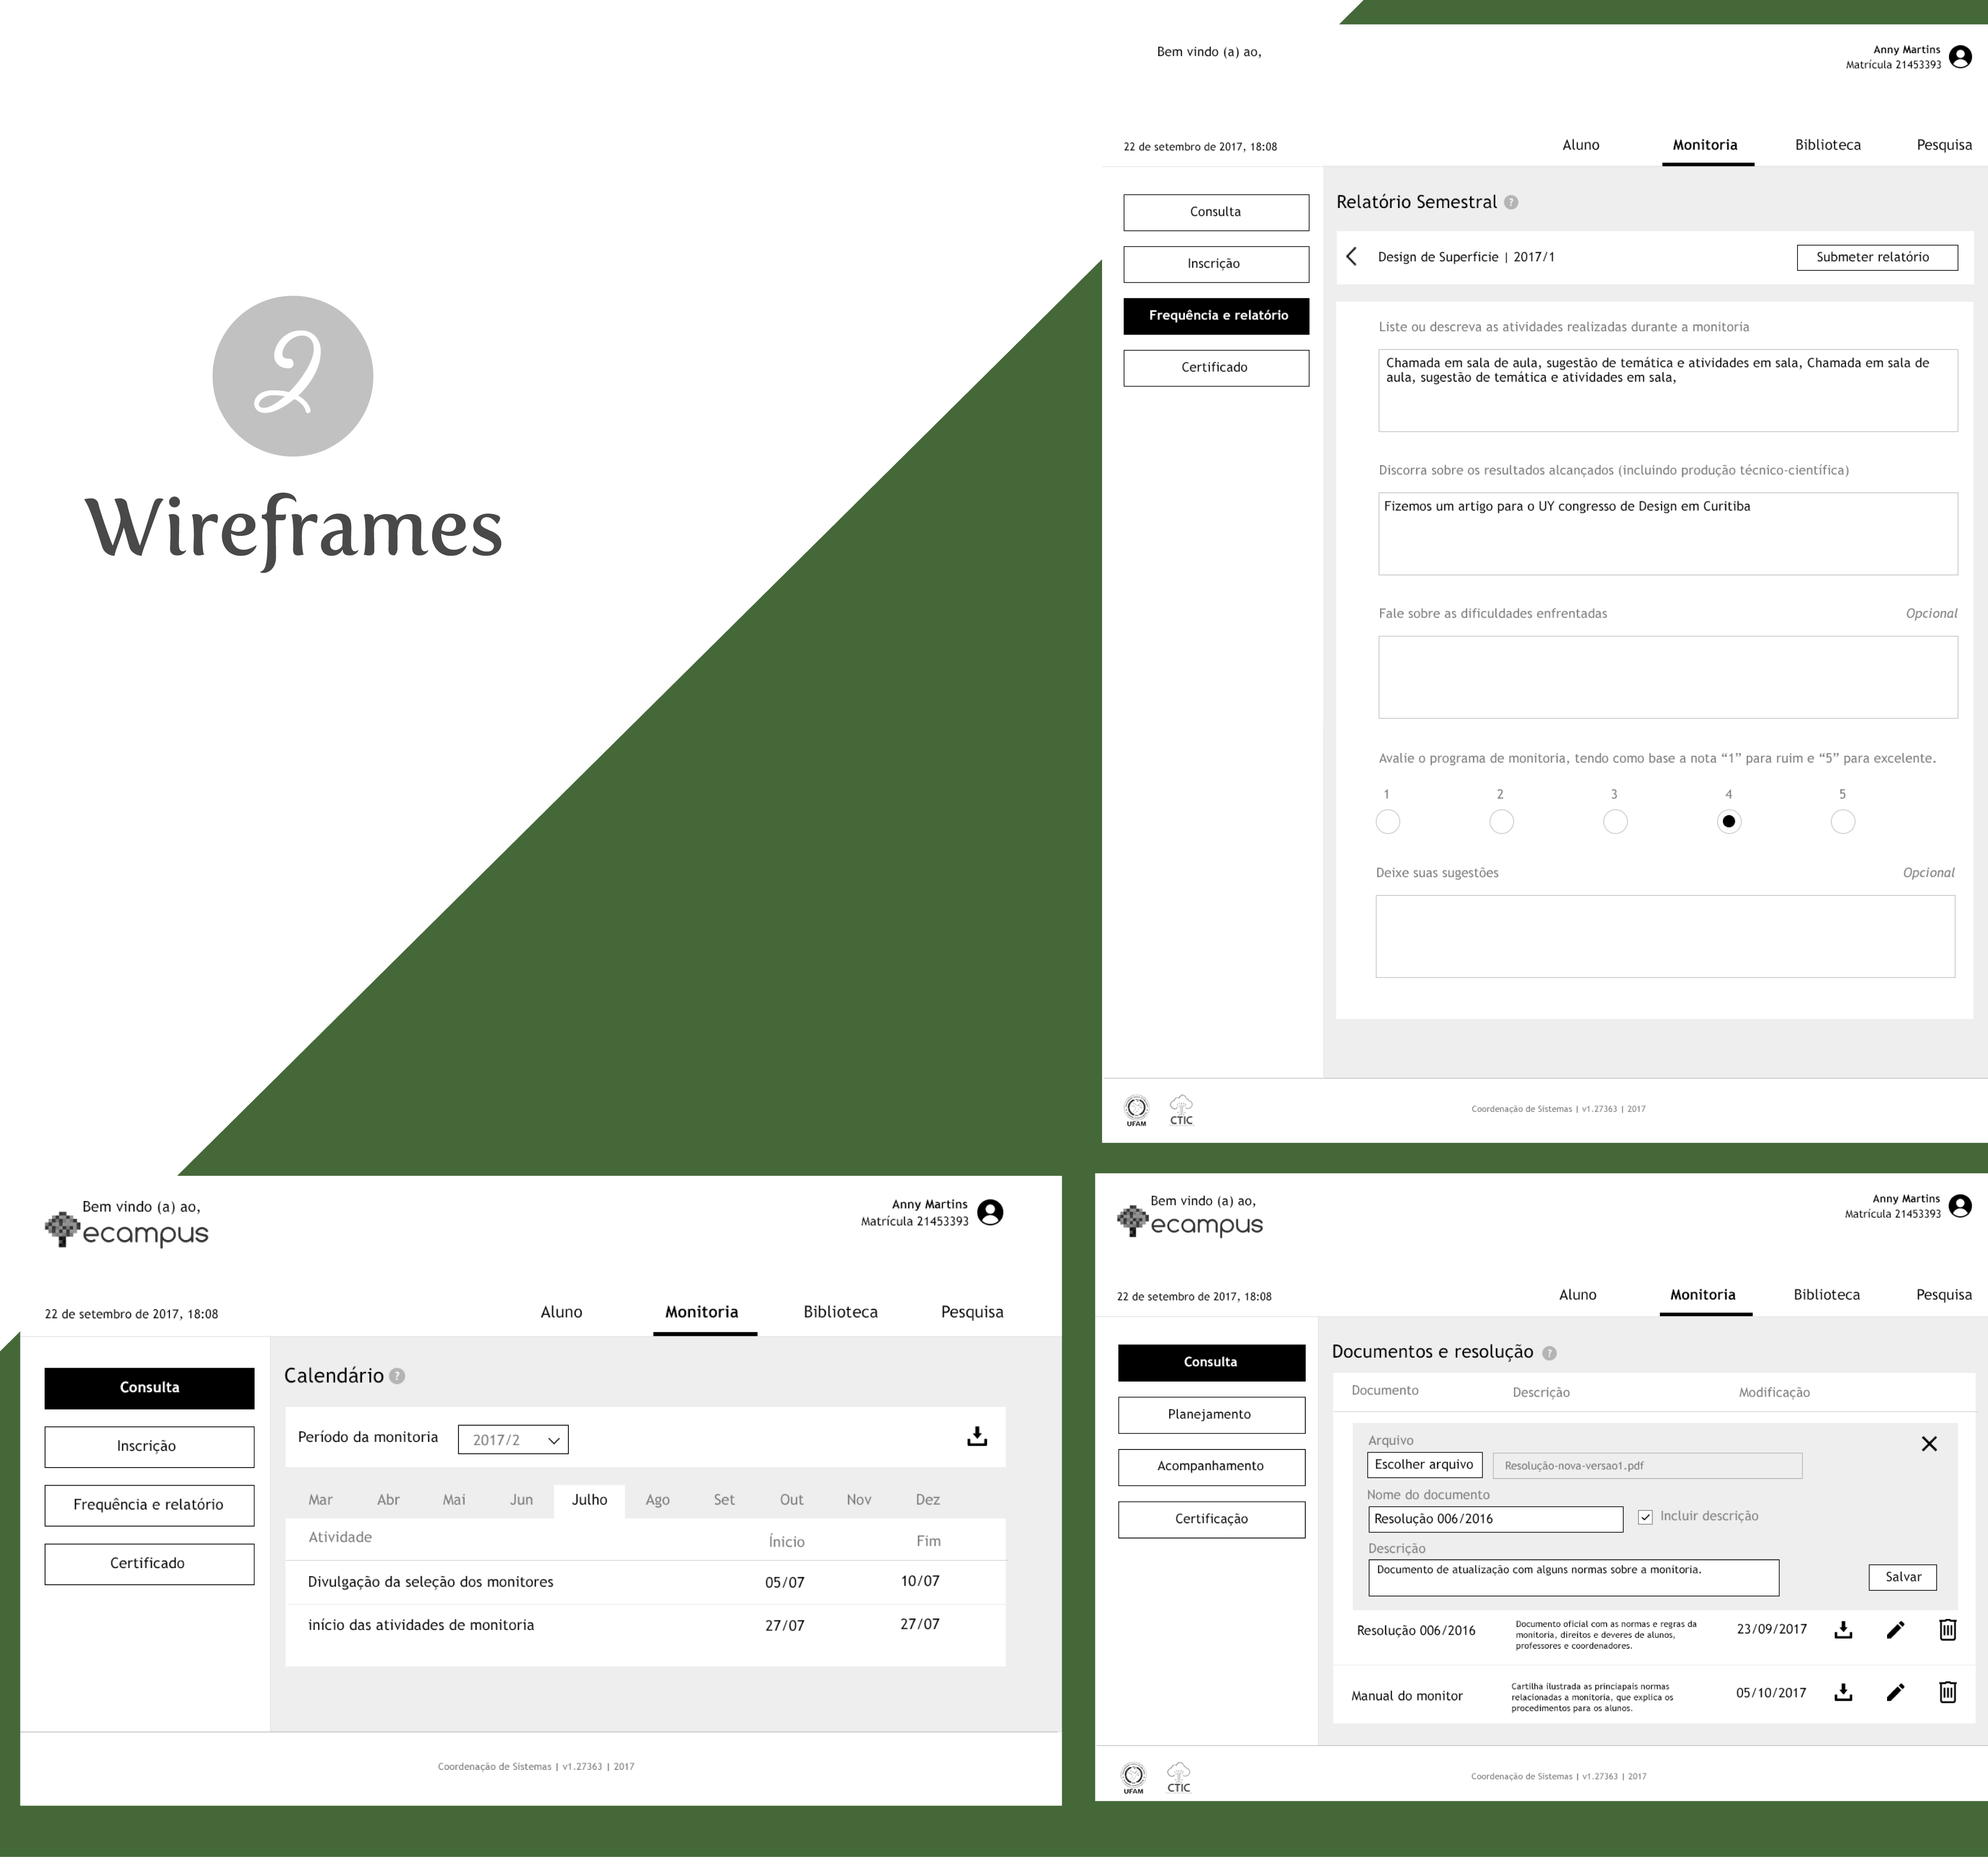 2
Wireframes
Bem vindo (a) ao,
Anny Martins
Matrícula 21453393
22 de setembro de 2017, 18:08
Aluno
Monitoria
Biblioteca
Pesquisa
Consulta
Inscrição
Frequência e relatório
Certificado
Relatório Semestral ?
Design de Superficie | 2017/1
Submeter relatório
Liste ou descreva as atividades realizadas durante a monitoria
Chamada em sala de aula, sugestão de temática e atividades em sala, Chamada em sala de
aula, sugestão de temática e atividades em sala,
Discorra sobre os resultados alcançados (incluindo produção técnico-científica)
Fizemos um artigo para o UY congresso de Design em Curitiba
Fale sobre as dificuldades enfrentadas
Opcional
Avalie o programa de monitoria, tendo como base a nota “1” para ruim e “5” para excelente.
1 2 3 4 5
Deixe suas sugestões
Opcional
UFAM
CTIC
Coordenação de Sistemas | v1.27363 | 2017
Bem vindo (a) ao,
ecampus
Anny Martins
Matrícula 21453393
22 de setembro de 2017, 18:08
Aluno
Monitoria
Biblioteca
Pesquisa
Consulta
Inscrição
Frequência e relatório
Certificado
Calendário ?
Período da monitoria
2017/2
Mar Abr Mai Jun Julho Ago Set Out Nov Dez
Atividade Ínicio Fim
Divulgação da seleção dos monitores 05/07 10/07
início das atividades de monitoria 27/07 27/07
Coordenação de Sistemas | v1.27363 | 2017
Bem vindo (a) ao,
ecampus
Anny Martins
Matrícula 21453393
22 de setembro de 2017, 18:08
Aluno
Monitoria
Biblioteca
Pesquisa
Consulta
Planejamento
Acompanhamento
Certificação
Documentos e resolução ?
Documento Descrição Modificação
Arquivo
Escolher arquivo
Resolução-nova-versao1.pdf
Nome do documento
Resolução 006/2016
Incluir descrição
Descrição
Documento de atualização com alguns normas sobre a monitoria.
Salvar
Resolução 006/2016
Documento oficial com as normas e regras da
monitoria, direitos e deveres de alunos,
professores e coordenadores.
23/09/2017
Manual do monitor
Cartilha ilustrada as princiapais normas
relacionadas a monitoria, que explica os
procedimentos para os alunos.
05/10/2017
UFAM
CTIC
Coordenação de Sistemas | v1.27363 | 2017